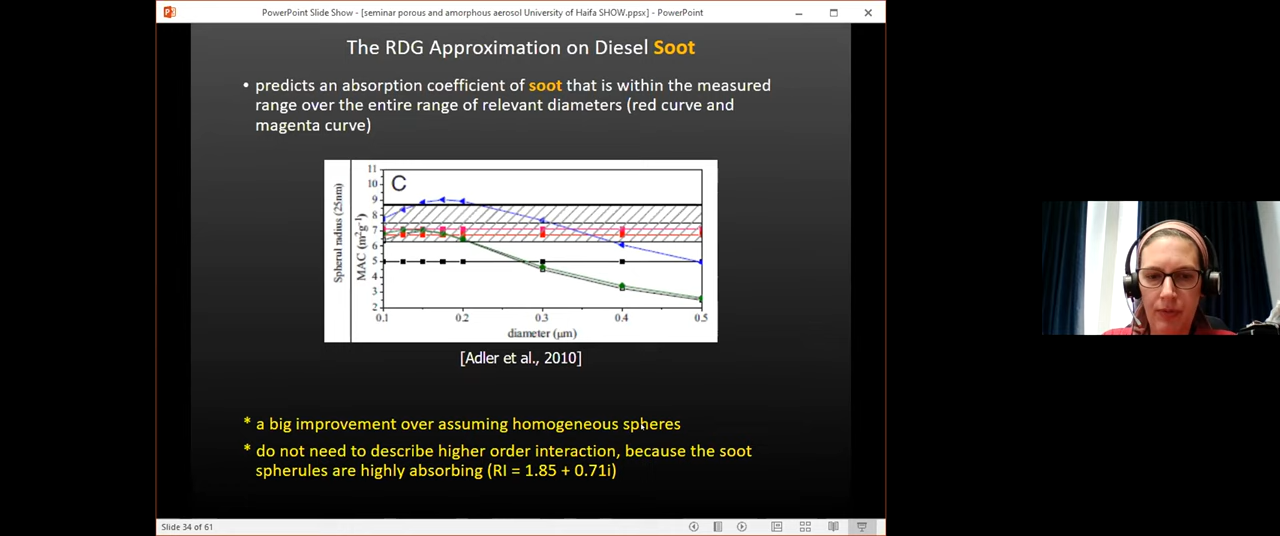 PowerPoint Slide Show - [seminar porous and amorphous aerosol University of Haifa SHOW.ppsx] - PowerPoint
The RDG Approximation on Diesel Soot
• predicts an absorption coefficient of soot that is within the measured
range over the entire range of relevant diameters (red curve and
magenta curve)
Spherul radius (25nm)
MAC (m²g⁻¹)
C
11
10
9
8
7
6
5
4
3
2
0.1 0.2 0.3 0.4 0.5
diameter (μm)
[Adler et al., 2010]
* a big improvement over assuming homogeneous spheres
* do not need to describe higher order interaction, because the soot
spherules are highly absorbing (RI = 1.85 + 0.71i)
Slide 34 of 61